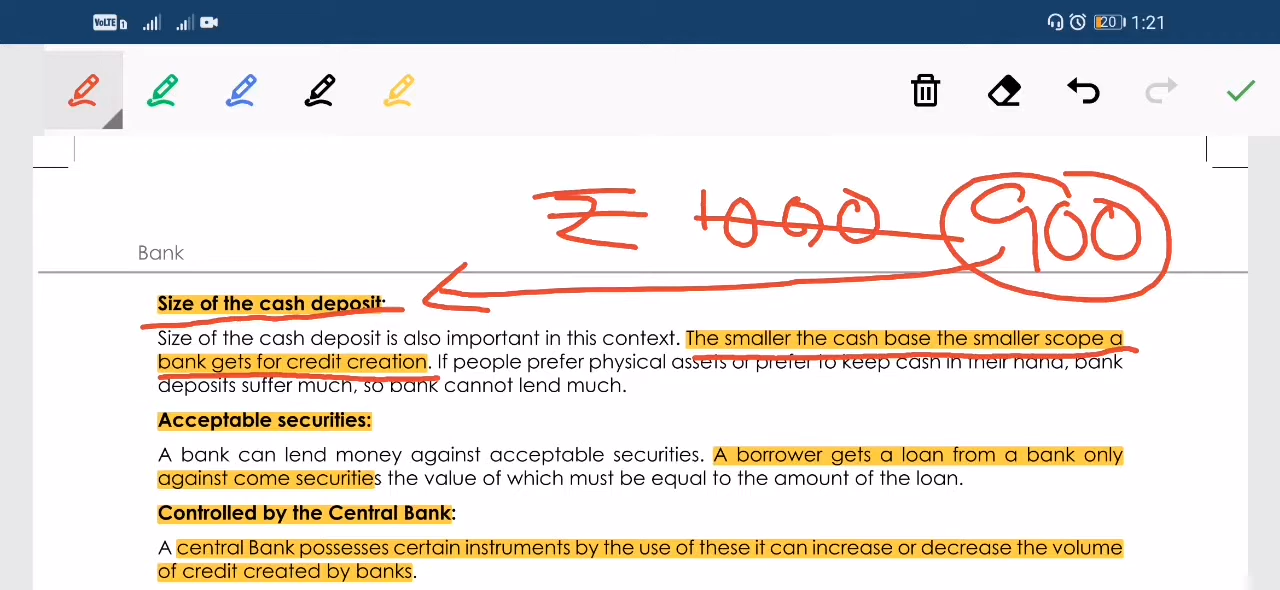 VoLTE 1 20 1:21
₹ 1000 900
Bank
Size of the cash deposit:
Size of the cash deposit is also important in this context. The smaller the cash base the smaller scope a
bank gets for credit creation. If people prefer physical assets or prefer to keep cash in their hand, bank
deposits suffer much, so bank cannot lend much.
Acceptable securities:
A bank can lend money against acceptable securities. A borrower gets a loan from a bank only
against come securities the value of which must be equal to the amount of the loan.
Controlled by the Central Bank:
A central Bank possesses certain instruments by the use of these it can increase or decrease the volume
of credit created by banks.